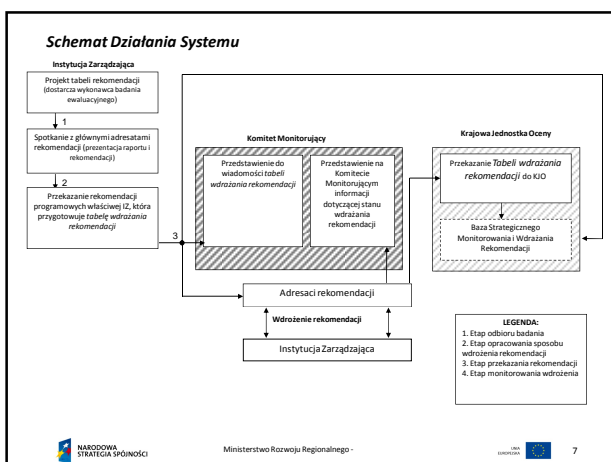 Schemat Działania Systemu
Instytucja Zarządzająca
Projekt tabeli rekomendacji
(dostarcza wykonawca badania
ewaluacyjnego)
1
Spotkanie z głównymi adresatami
rekomendacji (prezentacja raportu i
rekomendacji)
2
Przekazanie rekomendacji
programowych właściwej IZ, która
przygotowuje tabelę wdrażania
rekomendacji
3
Komitet Monitorujący
Przedstawienie do
wiadomości tabeli
wdrażania rekomendacji
Przedstawienie na
Komitecie
Monitorującym
informacji
dotyczącej stanu
wdrażania
rekomendacji
Krajowa Jednostka Oceny
Przekazanie Tabeli wdrażania
rekomendacji do KJO
Baza Strategicznego
Monitorowania i Wdrażania
Rekomendacji
Adresaci rekomendacji
Wdrożenie rekomendacji
Instytucja Zarządzająca
LEGENDA:
1. Etap odbioru badania
2. Etap opracowania sposobu
wdrożenia rekomendacji
3. Etap przekazania rekomendacji
4. Etap monitorowania wdrożenia
NARODOWA
STRATEGIA SPÓJNOŚCI
Ministerstwo Rozwoju Regionalnego -
UNIA
EUROPEJSKA
7